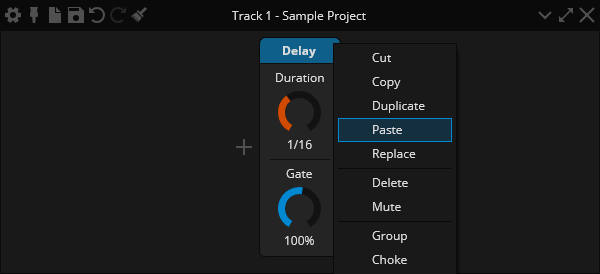 Track 1 - Sample Project
Delay
Duration
1/16
Gate
100%
Cut
Copy
Duplicate
Paste
Replace
Delete
Mute
Group
Choke